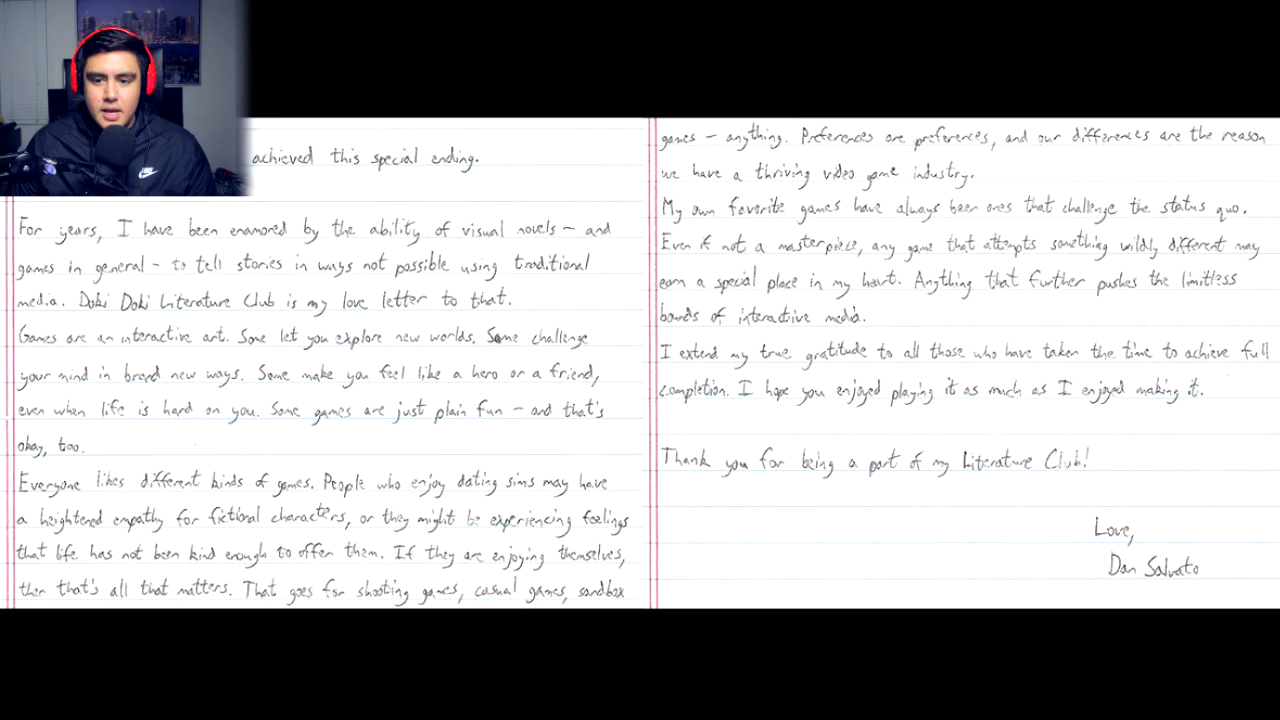 achieved this special ending.
For years, I have been enamored by the ability of visual novels - and
games in general - to tell stories in ways not possible using traditional
media. Doki Doki Literature Club is my love letter to that.
Games are an interactive art. Some let you explore new worlds. Some challenge
your mind in brand new ways. Some make you feel like a hero or a friend,
even when life is hard on you. Some games are just plain fun - and that's
okay, too.
Everyone likes different kinds of games. People who enjoy dating sims may have
a heightened empathy for fictional characters, or they might be experiencing feelings
that life has not been kind enough to offer them. If they are enjoying themselves,
then that's all that matters. That goes for shooting games, casual games, sandbox
games - anything. Preferences are preferences, and our differences are the reason
we have a thriving video game industry.
My own favorite games have always been ones that challenge the status quo.
Even if not a masterpiece, any game that attempts something wildly different may
earn a special place in my heart. Anything that further pushes the limitless
bounds of interactive media.
I extend my true gratitude to all those who have taken the time to achieve full
completion. I hope you enjoyed playing it as much as I enjoyed making it.
Thank you for being a part of my Literature Club!
Love,
Dan Salvato